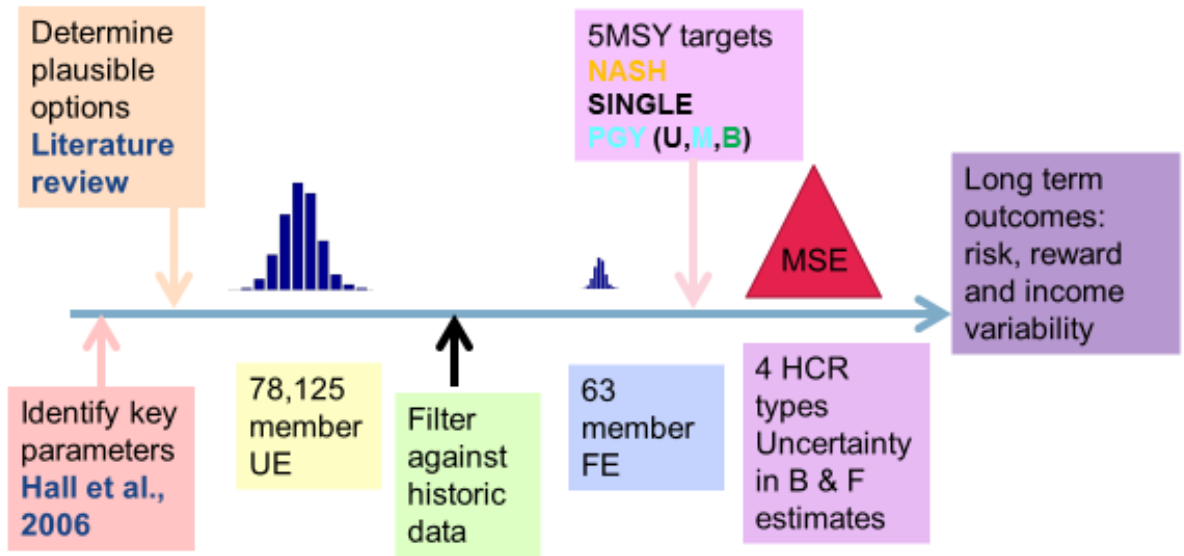 Determine
plausible
options
Literature
review
5MSY targets
NASH
SINGLE
PGY (U,M,B)
MSE
Long term
outcomes:
risk, reward
and income
variability
Identify key
parameters
Hall et al.,
2006
78,125
member
UE
Filter
against
historic
data
63
member
FE
4 HCR
types
Uncertainty
in B & F
estimates